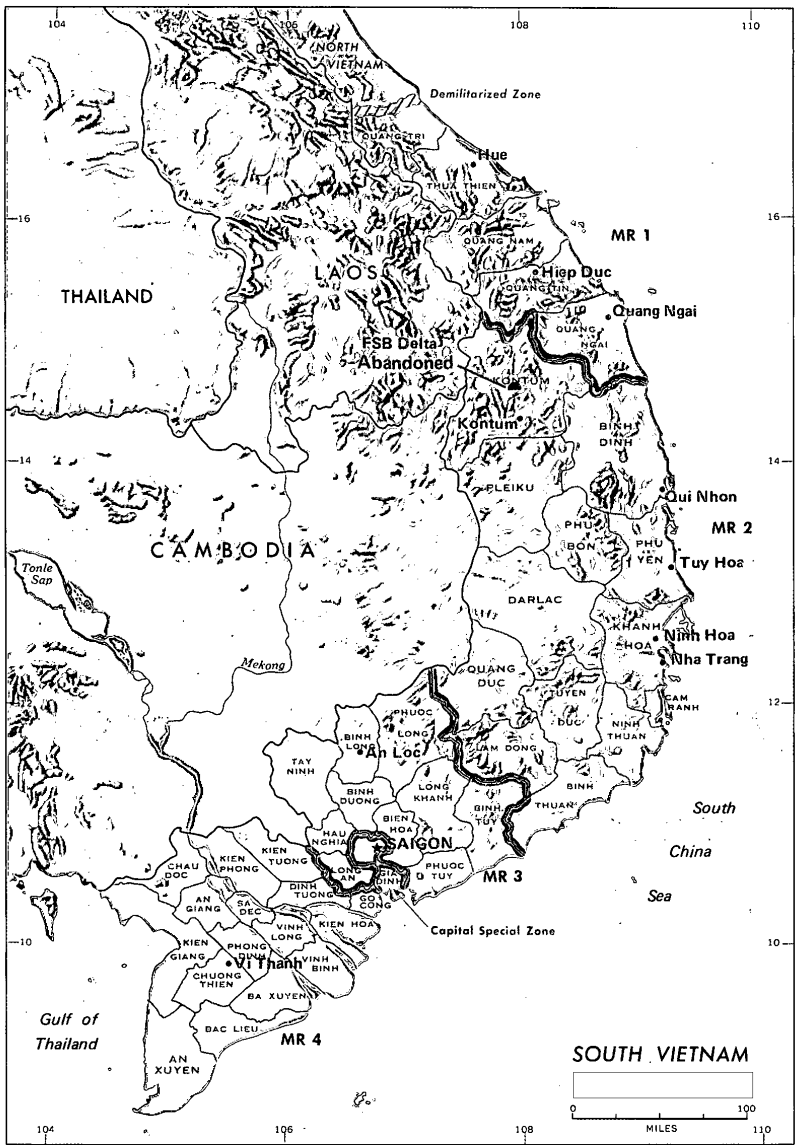 104
106
108
110
NORTH
VIETNAM
Demilitarized Zone
QUANG TRI
Hue
THUA THIEN
16
16
MR 1
QUANG NAM
LAOS
Hiep Duc
THAILAND
QUANG TIN
Quang Ngai
QUANG
NGAI
FSB Delta
Abandoned
KONTUM
Kontum
BINH
DINH
14
14
PLEIKU
Qui Nhon
PHU
BON
MR 2
PHU
YEN
CAMBODIA
Tuy Hoa
Tonle
Sap
DARLAC
KHANH
HOA
Ninh Hoa
Nha Trang
Mekong
QUANG
DUC
TUYEN
DUC
CAM
RANH
12
12
PHUOC
LONG
NINH
THUAN
BINH
LONG
An Loc
LAM DONG
TAY
NINH
BINH
DUONG
LONG
KHANH
BINH
THUAN
BINH
TUY
BIEN
HOA
South
China
Sea
HAU
NGHIA
SAIGON
KIEN
TUONG
KIEN
PHONG
CHAU
DOC
LONG
AN
GIA
DINH
PHUOC
TUY
MR 3
DINH
TUONG
GO
CONG
AN
GIANG
SA
DEC
KIEN HOA
Capital Special Zone
VINH
LONG
10
10
KIEN
GIANG
PHONG
DINH
Vi Thanh
VINH
BINH
CHUONG
THIEN
BA XUYEN
Gulf of
Thailand
BAC LIEU
MR 4
AN
XUYEN
SOUTH VIETNAM
0
100
MILES
104
106
108
110